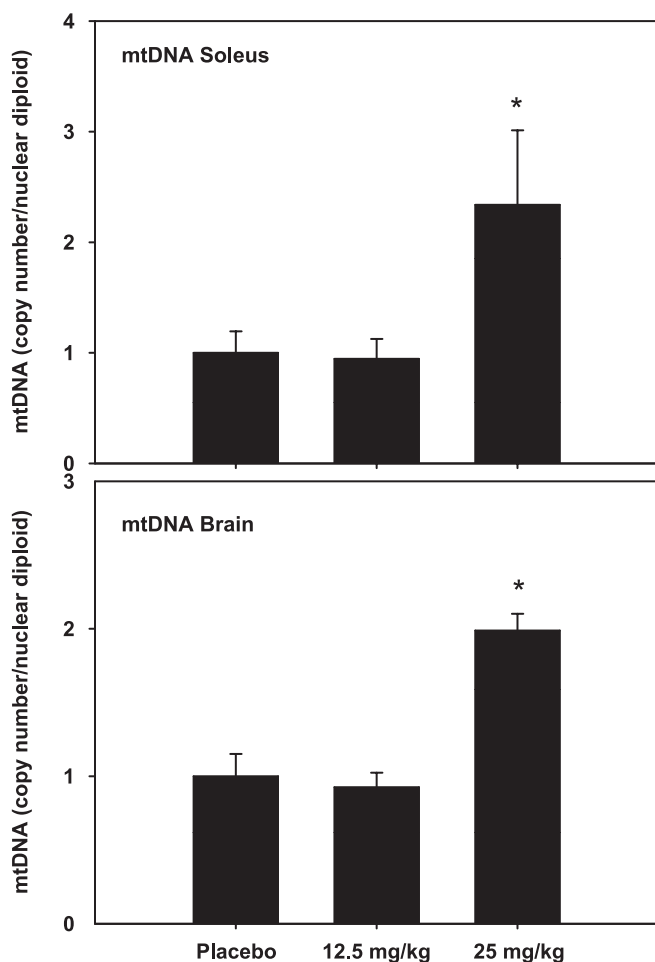 4
mtDNA Soleus
*
3
2
1
0
mtDNA (copy number/nuclear diploid)
3
mtDNA Brain
*
2
1
0
mtDNA (copy number/nuclear diploid)
Placebo 12.5 mg/kg 25 mg/kg